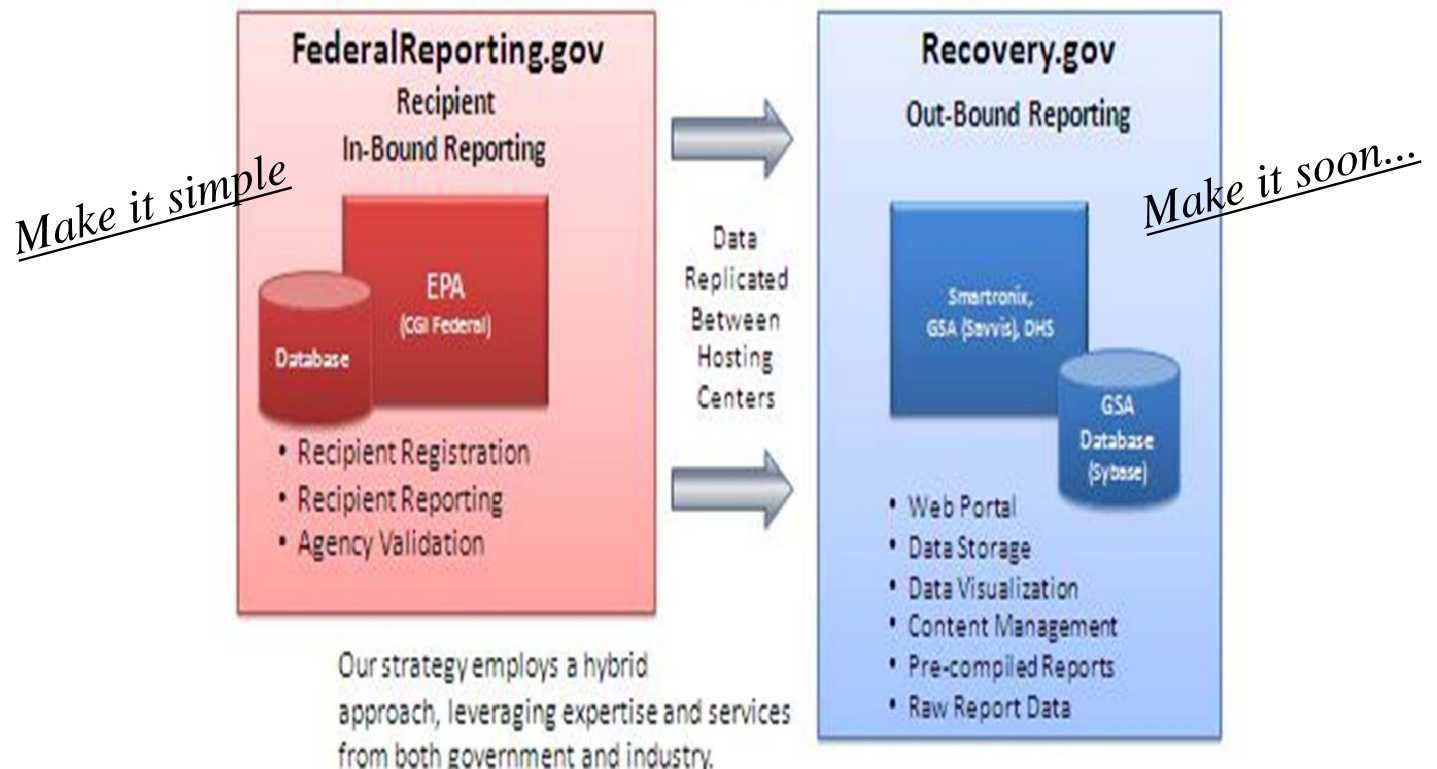 FederalReporting.gov
Recipient
In-Bound Reporting
Make it simple
EPA
(CGI Federal)
Database
• Recipient Registration
• Recipient Reporting
• Agency Validation
Data
Replicated
Between
Hosting
Centers
Recovery.gov
Out-Bound Reporting
Make it soon...
Smartronix,
GSA (Savvis), DHS
GSA
Database
(Sybase)
• Web Portal
• Data Storage
• Data Visualization
• Content Management
• Pre-compiled Reports
• Raw Report Data
Our strategy employs a hybrid
approach, leveraging expertise and services
from both government and industry.